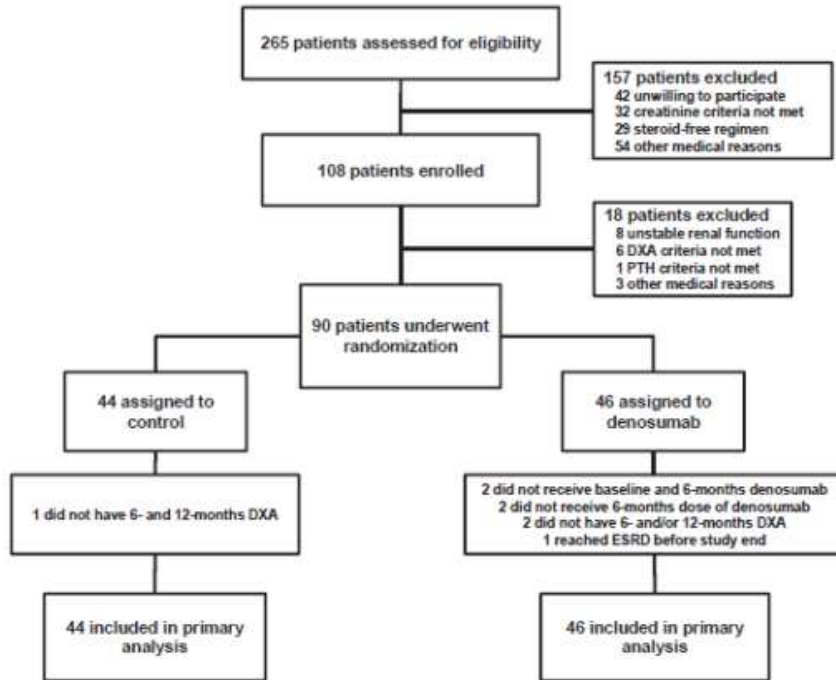 265 patients assessed for eligibility
157 patients excluded
42 unwilling to participate
32 creatinine criteria not met
29 steroid-free regimen
54 other medical reasons
108 patients enrolled
18 patients excluded
8 unstable renal function
6 DXA criteria not met
1 PTH criteria not met
3 other medical reasons
90 patients underwent
randomization
44 assigned to
control
46 assigned to
denosumab
1 did not have 6- and 12-months DXA
2 did not receive baseline and 6-months denosumab
2 did not receive 6-months dose of denosumab
2 did not have 6- and/or 12-months DXA
1 reached ESRD before study end
44 included in primary
analysis
46 included in primary
analysis